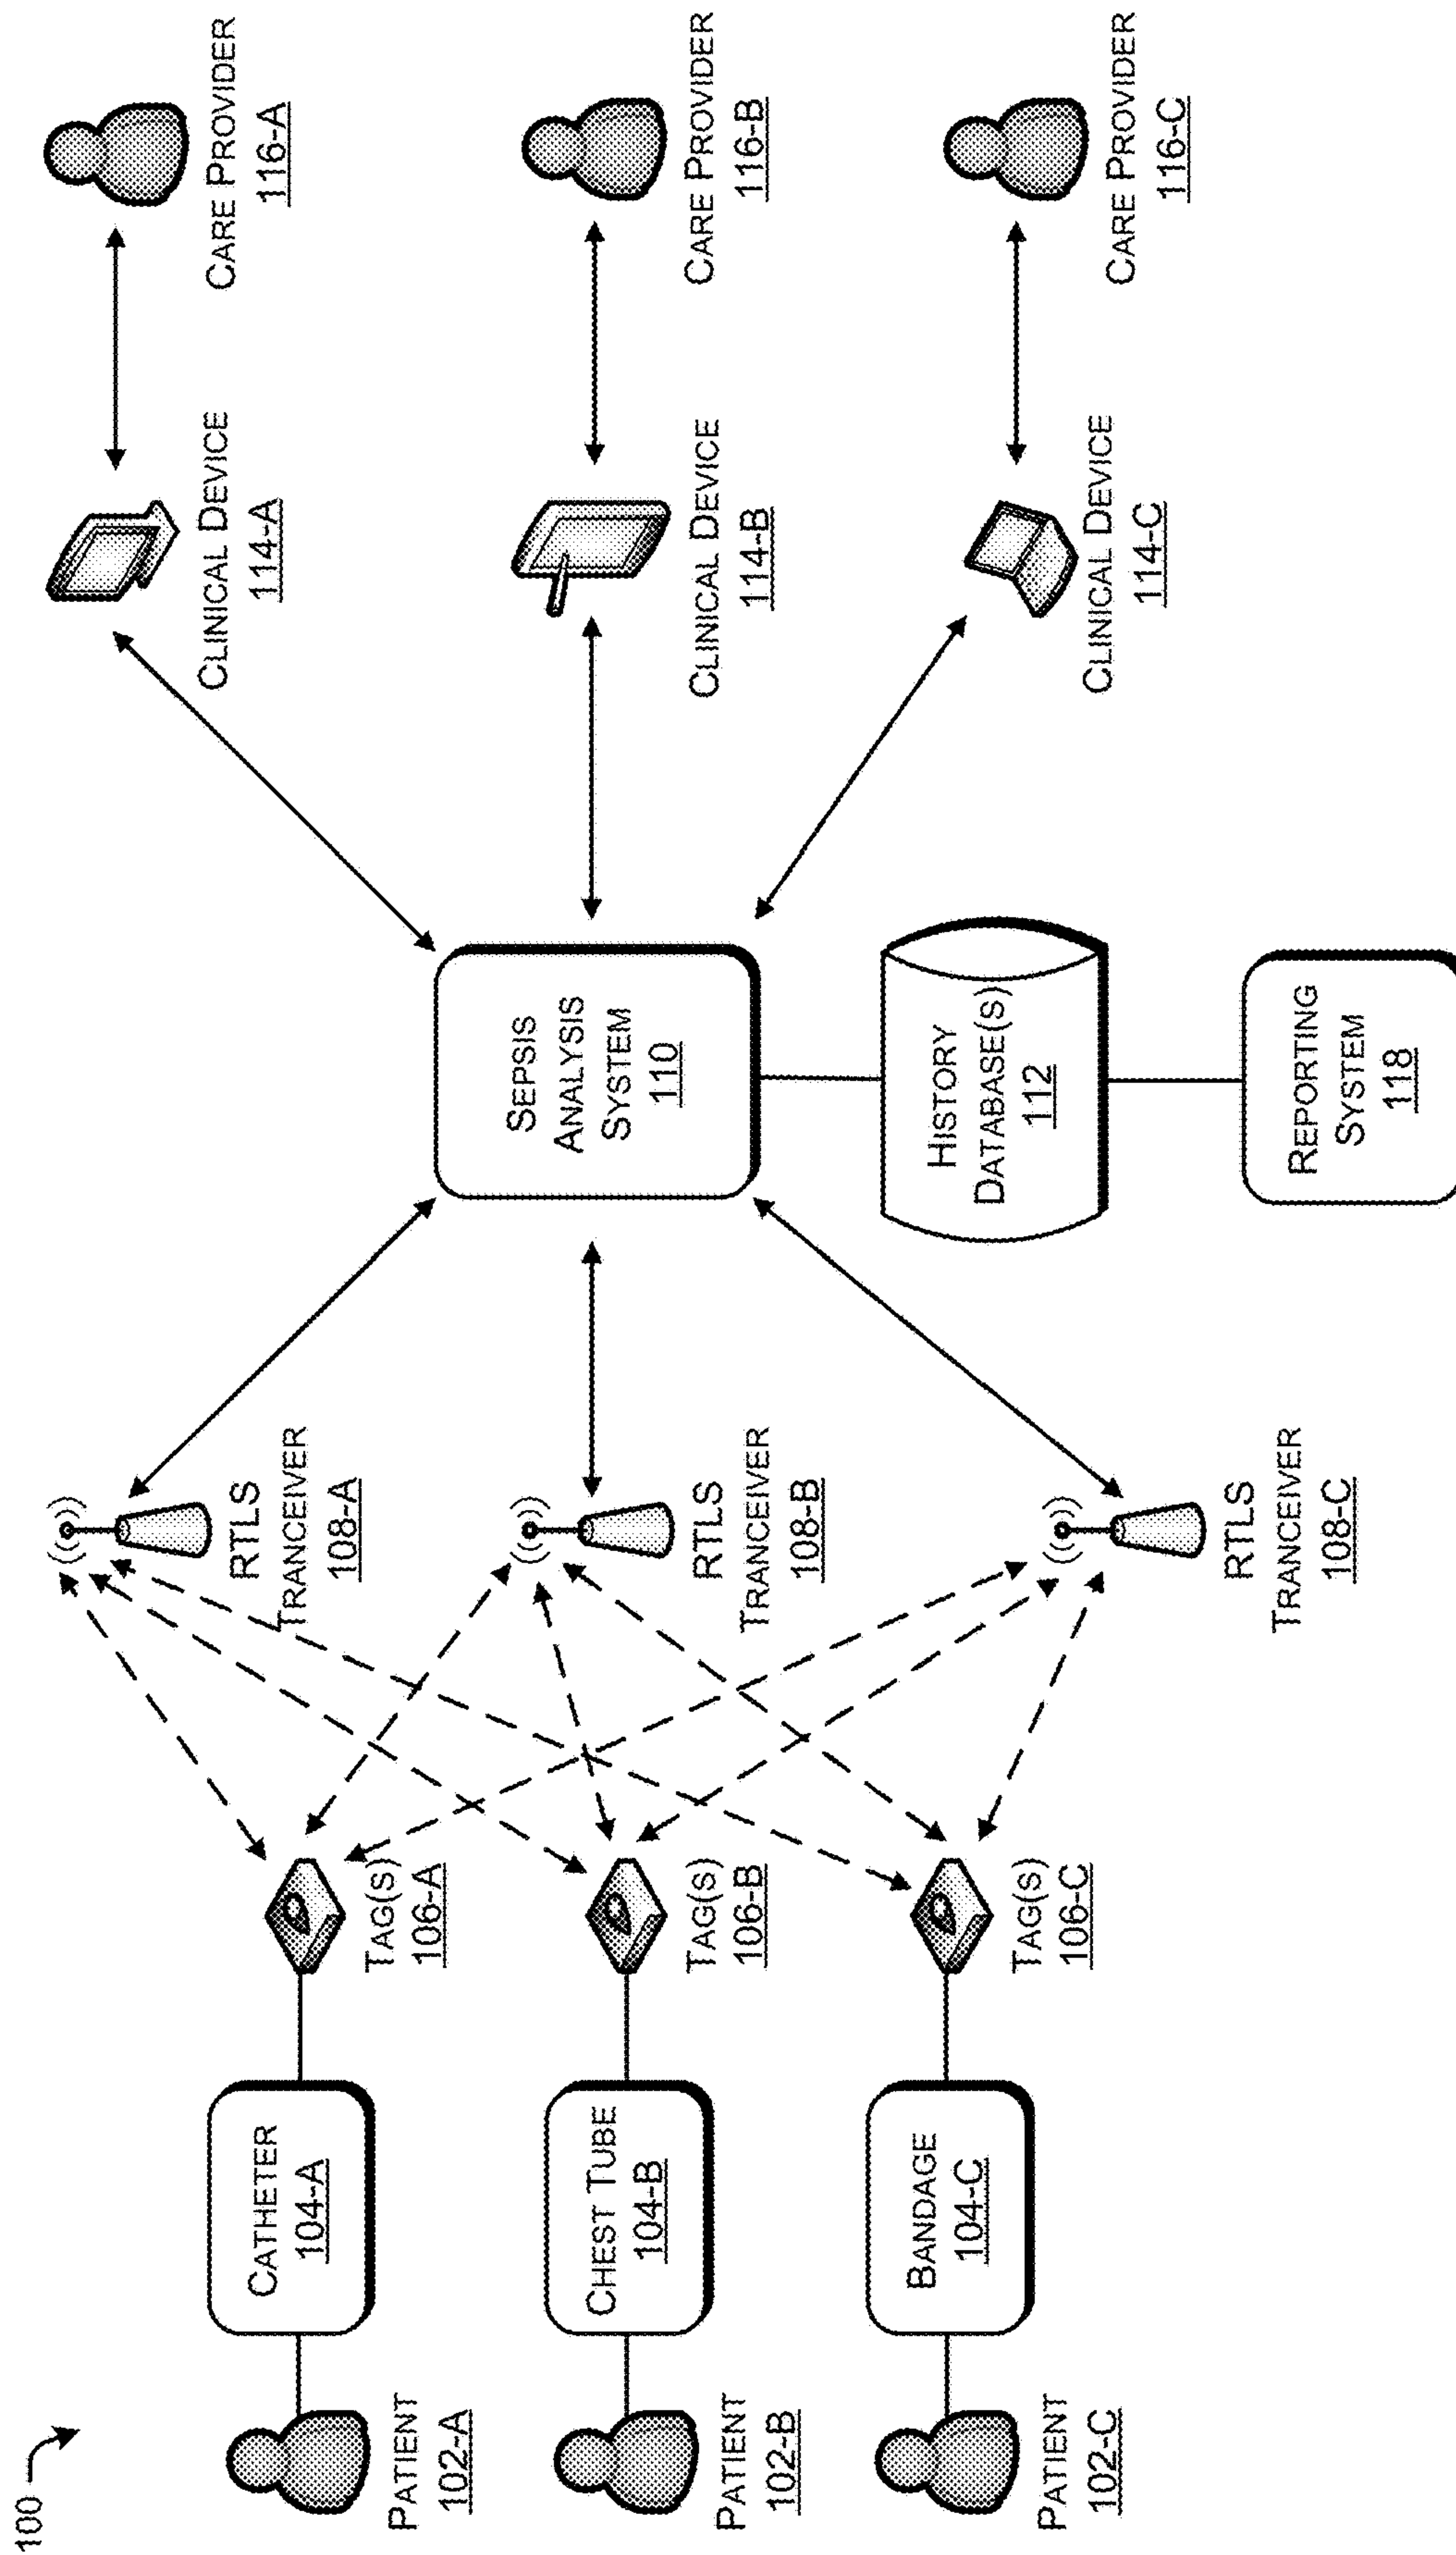 100
PATIENT
102-A
CATHETER
104-A
TAG(S)
106-A
RTLS
TRANCEIVER
108-A
CLINICAL DEVICE
114-A
CARE PROVIDER
116-A
PATIENT
102-B
CHEST TUBE
104-B
TAG(S)
106-B
RTLS
TRANCEIVER
108-B
SEPSIS
ANALYSIS
SYSTEM
110
CLINICAL DEVICE
114-B
CARE PROVIDER
116-B
PATIENT
102-C
BANDAGE
104-C
TAG(S)
106-C
RTLS
TRANCEIVER
108-C
HISTORY
DATABASE(S)
112
CLINICAL DEVICE
114-C
CARE PROVIDER
116-C
REPORTING
SYSTEM
118